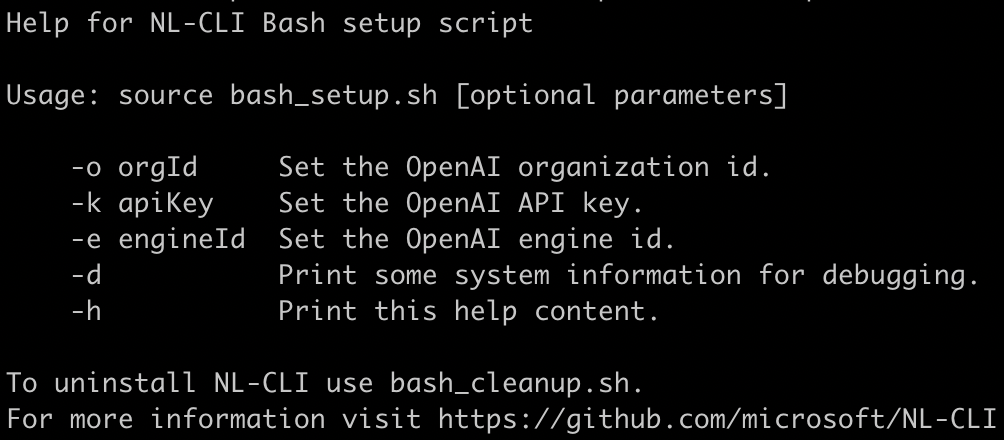 Help for NL-CLI Bash setup script

Usage: source bash_setup.sh [optional parameters]

    -o orgId     Set the OpenAI organization id.
    -k apiKey    Set the OpenAI API key.
    -e engineId  Set the OpenAI engine id.
    -d           Print some system information for debugging.
    -h           Print this help content.

To uninstall NL-CLI use bash_cleanup.sh.
For more information visit https://github.com/microsoft/NL-CLI